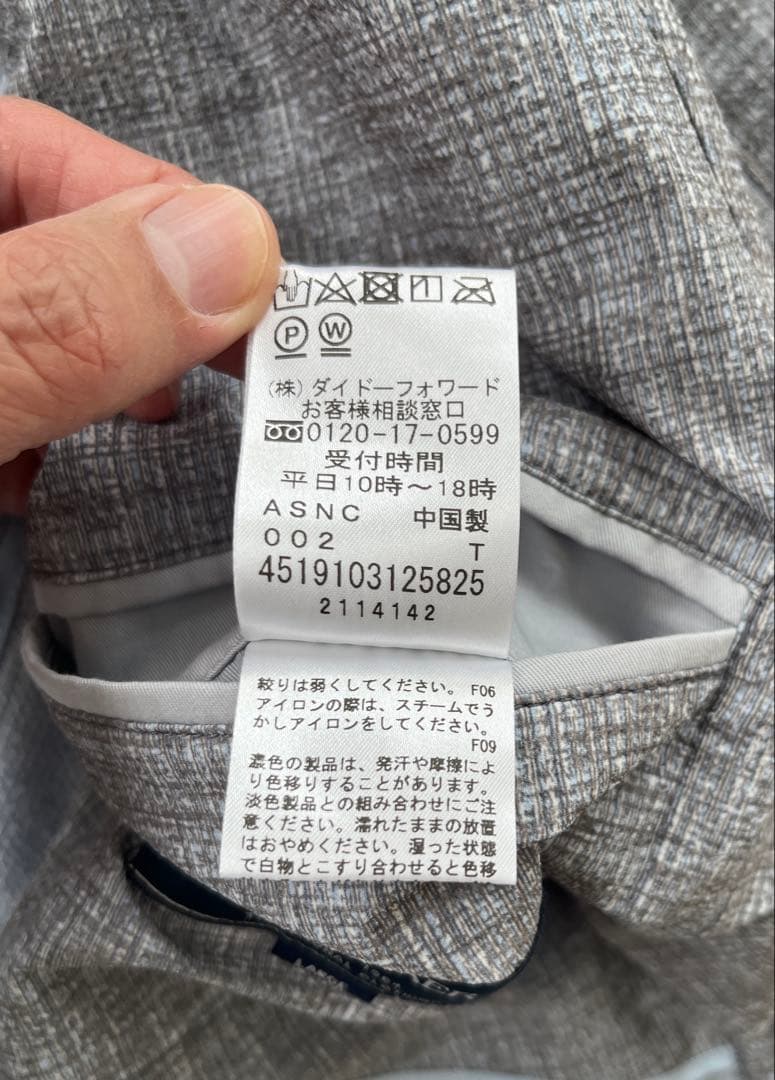 P W
(株)ダイドーフォワード
お客様相談窓口
0120-17-0599
受付時間
平日10時〜18時
ASNC 中国製
002 T
4519103125825
2114142
絞りは弱くしてください。 F06
アイロンの際は、スチームでう
かしアイロンをしてください。
F09
濃色の製品は、発汗や摩擦によ
り色移りすることがあります。
淡色製品との組み合わせにご注
意ください。濡れたままの放置
はおやめください。湿った状態
で白物とこすり合わせると色移